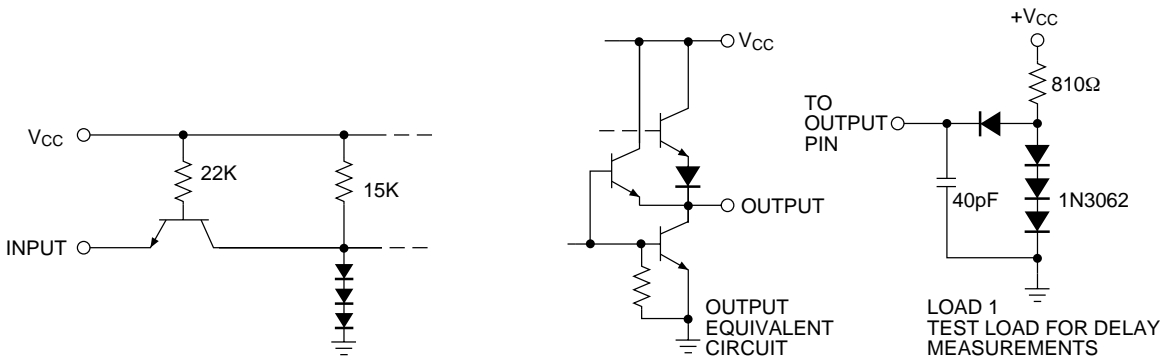 VCC
22K
15K
INPUT
VCC
OUTPUT
OUTPUT
EQUIVALENT
CIRCUIT
+VCC
810Ω
TO
OUTPUT
PIN
40pF
1N3062
LOAD 1
TEST LOAD FOR DELAY
MEASUREMENTS